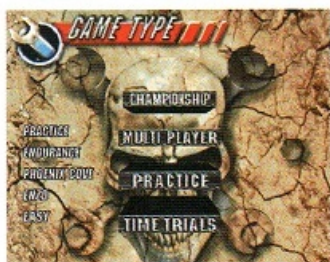 GAME TYPE
CHAMPIONSHIP
MULTI PLAYER
PRACTICE
TIME TRIALS
PRACTICE
ENDURANCE
PHOENIX COVE
ENZO
EASY